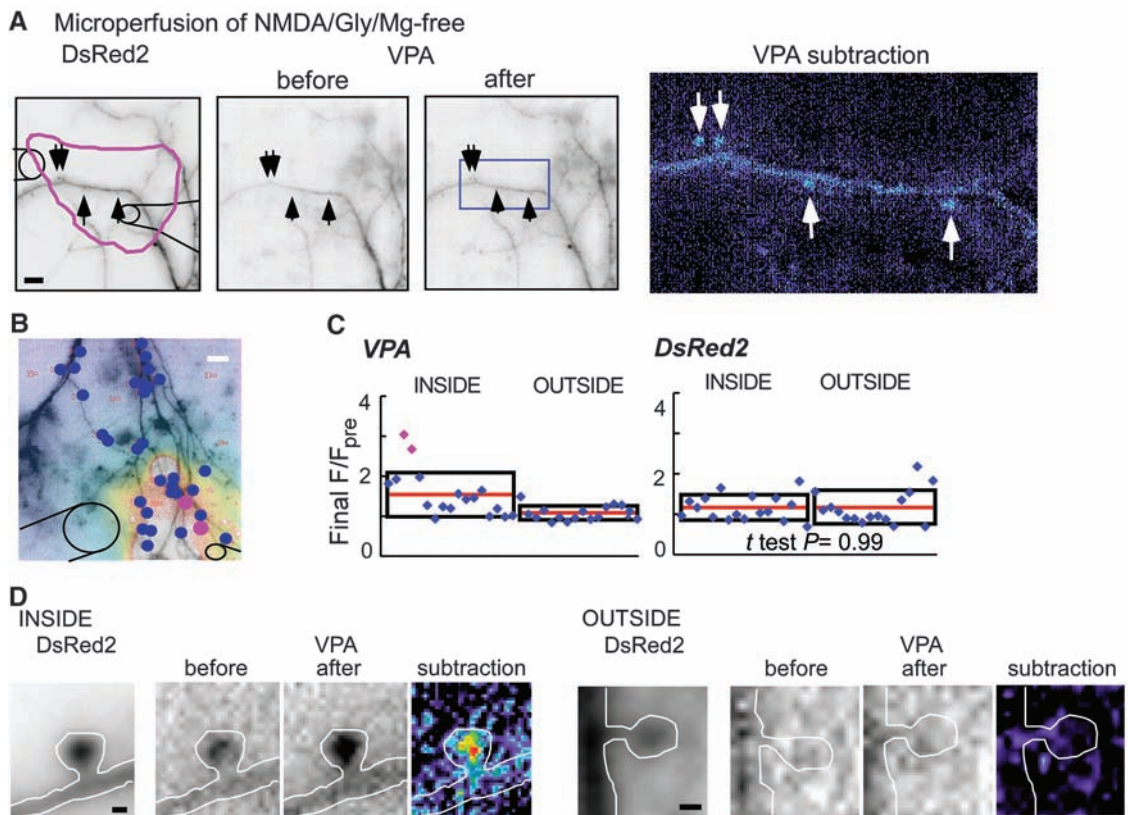 A Microperfusion of NMDA/Gly/Mg-free
DsRed2
VPA
before
after
VPA subtraction
B
C
VPA
DsRed2
INSIDE
OUTSIDE
INSIDE
OUTSIDE
Final F/Fpre
4
2
0
4
2
0
t test P= 0.99
D
INSIDE
DsRed2
before
VPA
after
subtraction
OUTSIDE
DsRed2
before
VPA
after
subtraction